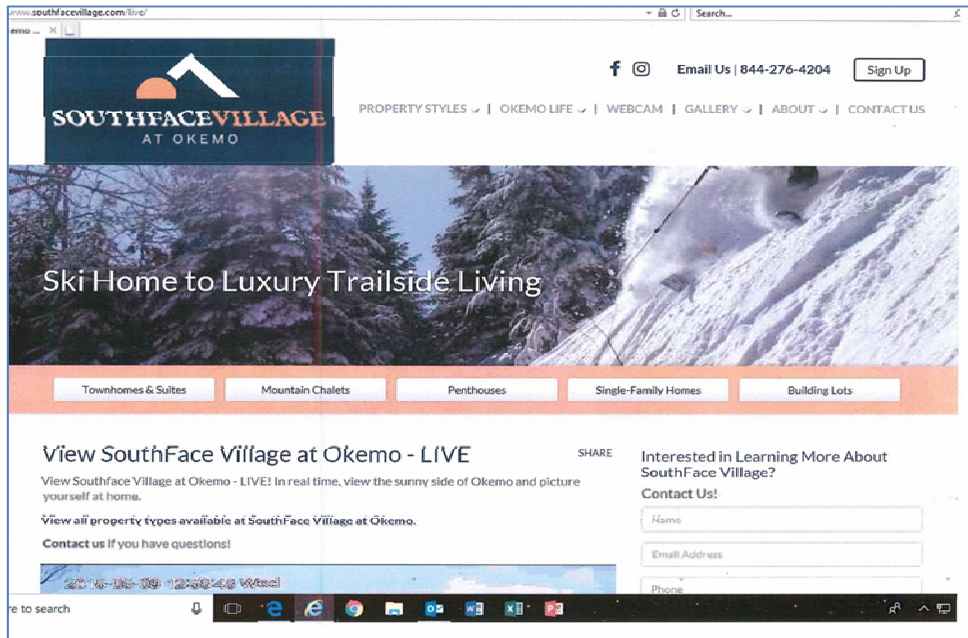 www.southfacevillage.com/live/
Search...
emo ...
Email Us | 844-276-4204
Sign Up
SOUTHFACEVILLAGE
AT OKEMO
PROPERTY STYLES | OKEMO LIFE | WEBCAM | GALLERY | ABOUT | CONTACT US
Ski Home to Luxury Trailside Living
Townhomes & Suites
Mountain Chalets
Penthouses
Single-Family Homes
Building Lots
View SouthFace Village at Okemo - LIVE
SHARE
View SouthFace Village at Okemo - LIVE! In real time, view the sunny side of Okemo and picture
yourself at home.
View all property types available at SouthFace Village at Okemo.
Contact us if you have questions!
Interested in Learning More About
SouthFace Village?
Contact Us!
Name
Email Address
Phone
Wed
re to search